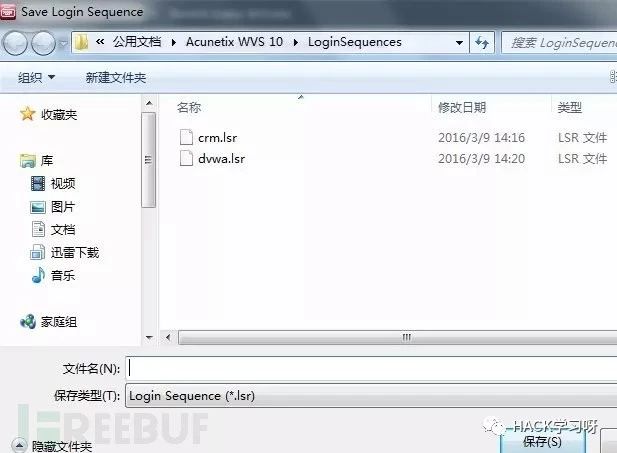 Save Login Sequence
« 公用文档 Acunetix WVS 10 LoginSequences
搜索 LoginSequen
组织 新建文件夹
收藏夹
库
视频
图片
文档
迅雷下载
音乐
家庭组
名称 修改日期 类型
crm.lsr 2016/3/9 14:16 LSR 文件
dvwa.lsr 2016/3/9 14:20 LSR 文件
文件名(N):
保存类型(T): Login Sequence (*.lsr)
FREEBUF
HACK学习呀
隐藏文件夹
保存(S)